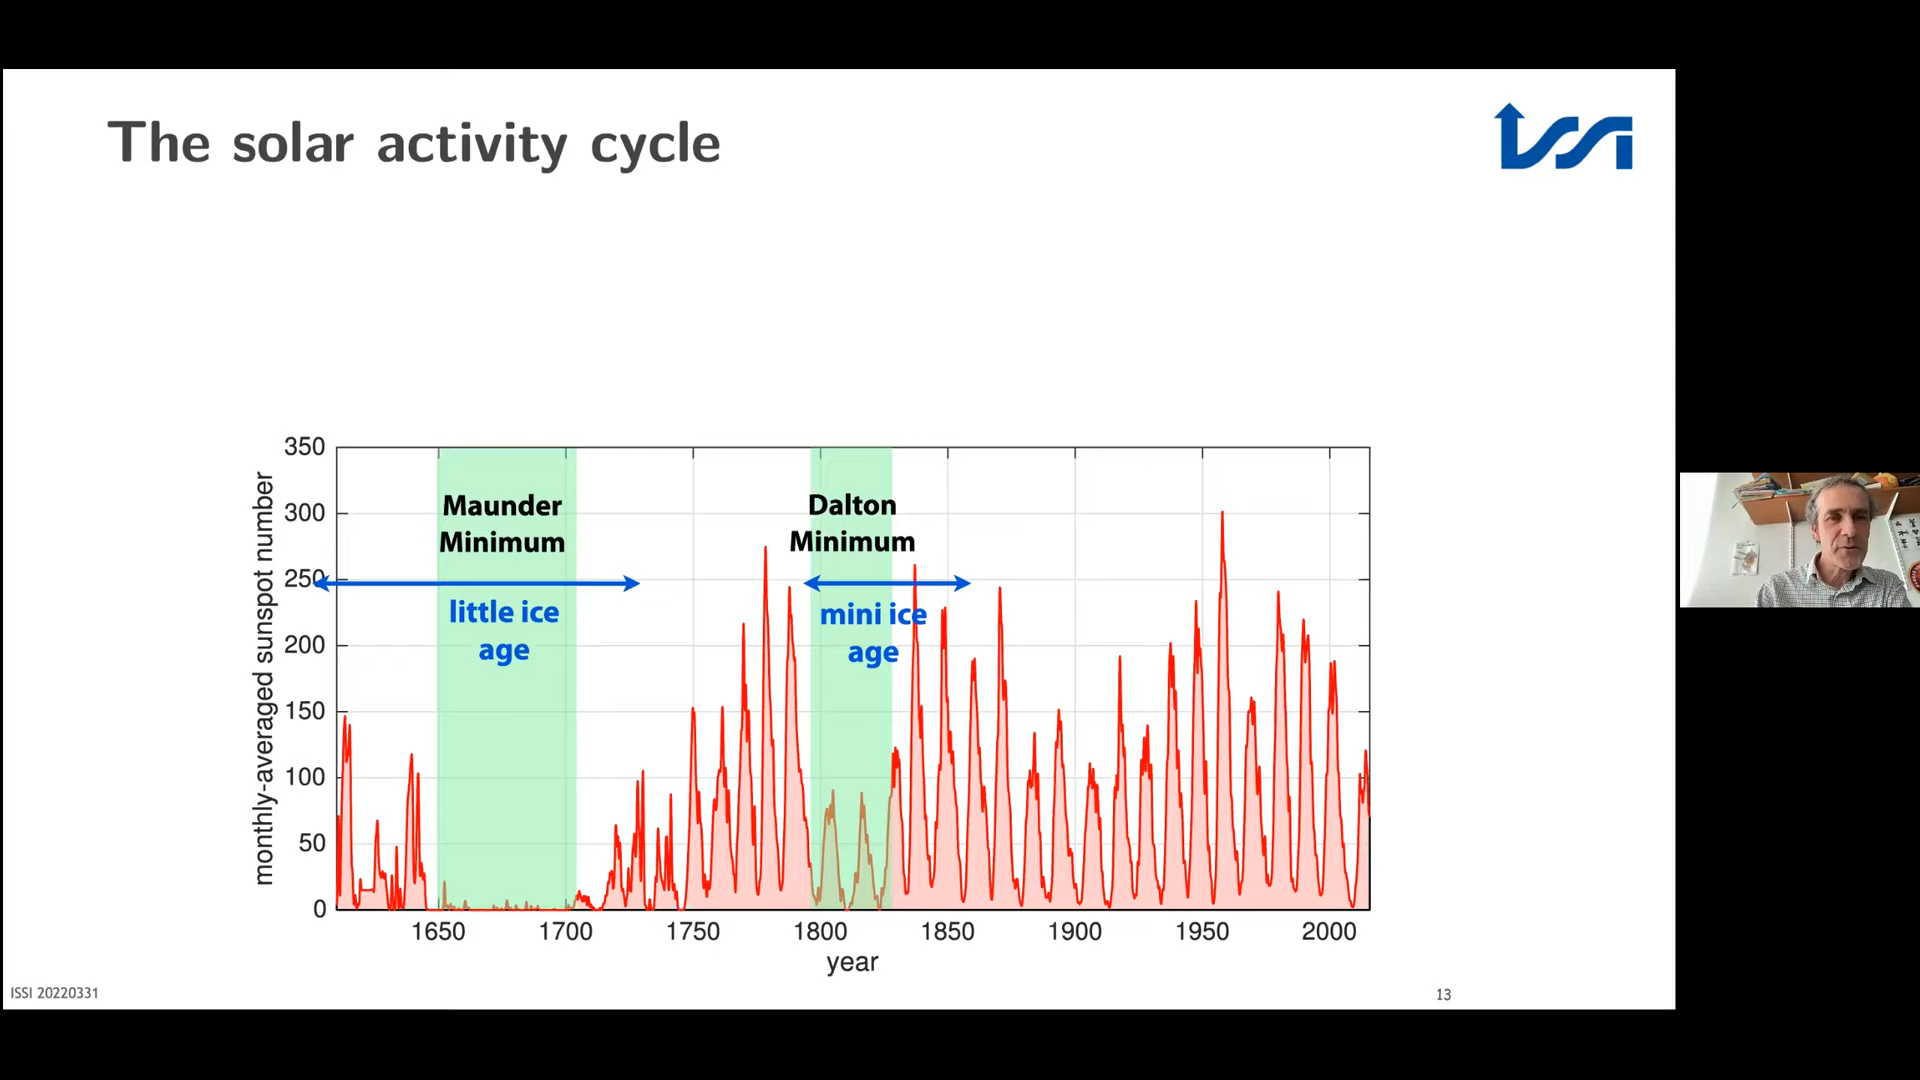 The solar activity cycle
ISSI
350
300
250
200
150
100
50
0
monthly-averaged sunspot number
Maunder
Minimum
little ice
age
Dalton
Minimum
mini ice
age
1650 1700 1750 1800 1850 1900 1950 2000
year
ISSI 20220331
13